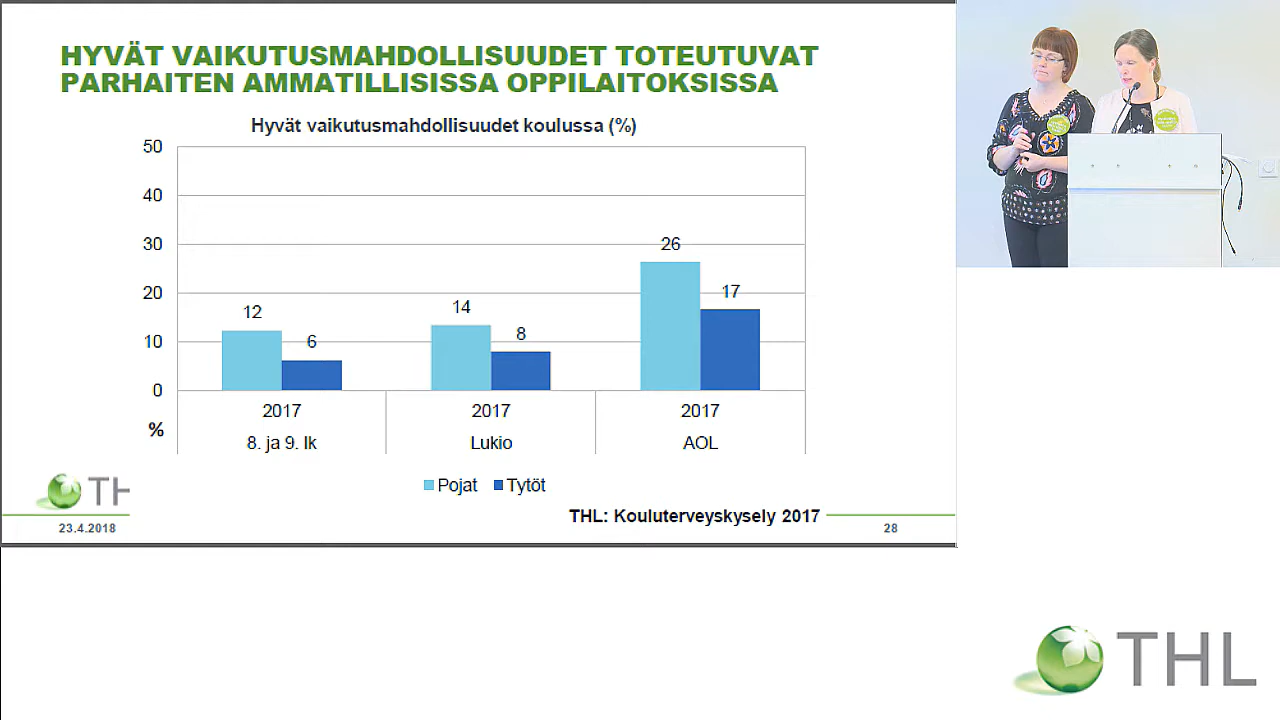 HYVÄT VAIKUTUSMAHDOLLISUUDET TOTEUTUVAT
PARHAITEN AMMATILLISISSA OPPILAITOKSISSA
Hyvät vaikutusmahdollisuudet koulussa (%)
50
40
30
20
10
0
12
6
14
8
26
17
2017
2017
2017
%
8. ja 9. lk
Lukio
AOL
Pojat
Tytöt
TH
THL: Kouluterveyskysely 2017
23.4.2018
28
THL